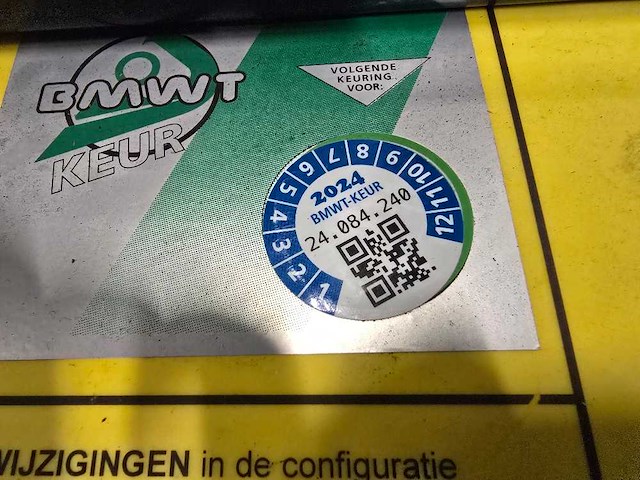 BMWT
KEUR
VOLGENDE
KEURING
VOOR:
1 2 3 4 5 6 7 8 9 10 11 12
2024
BMWT-KEUR
24.084.240
WIJZIGINGEN in de configuratie